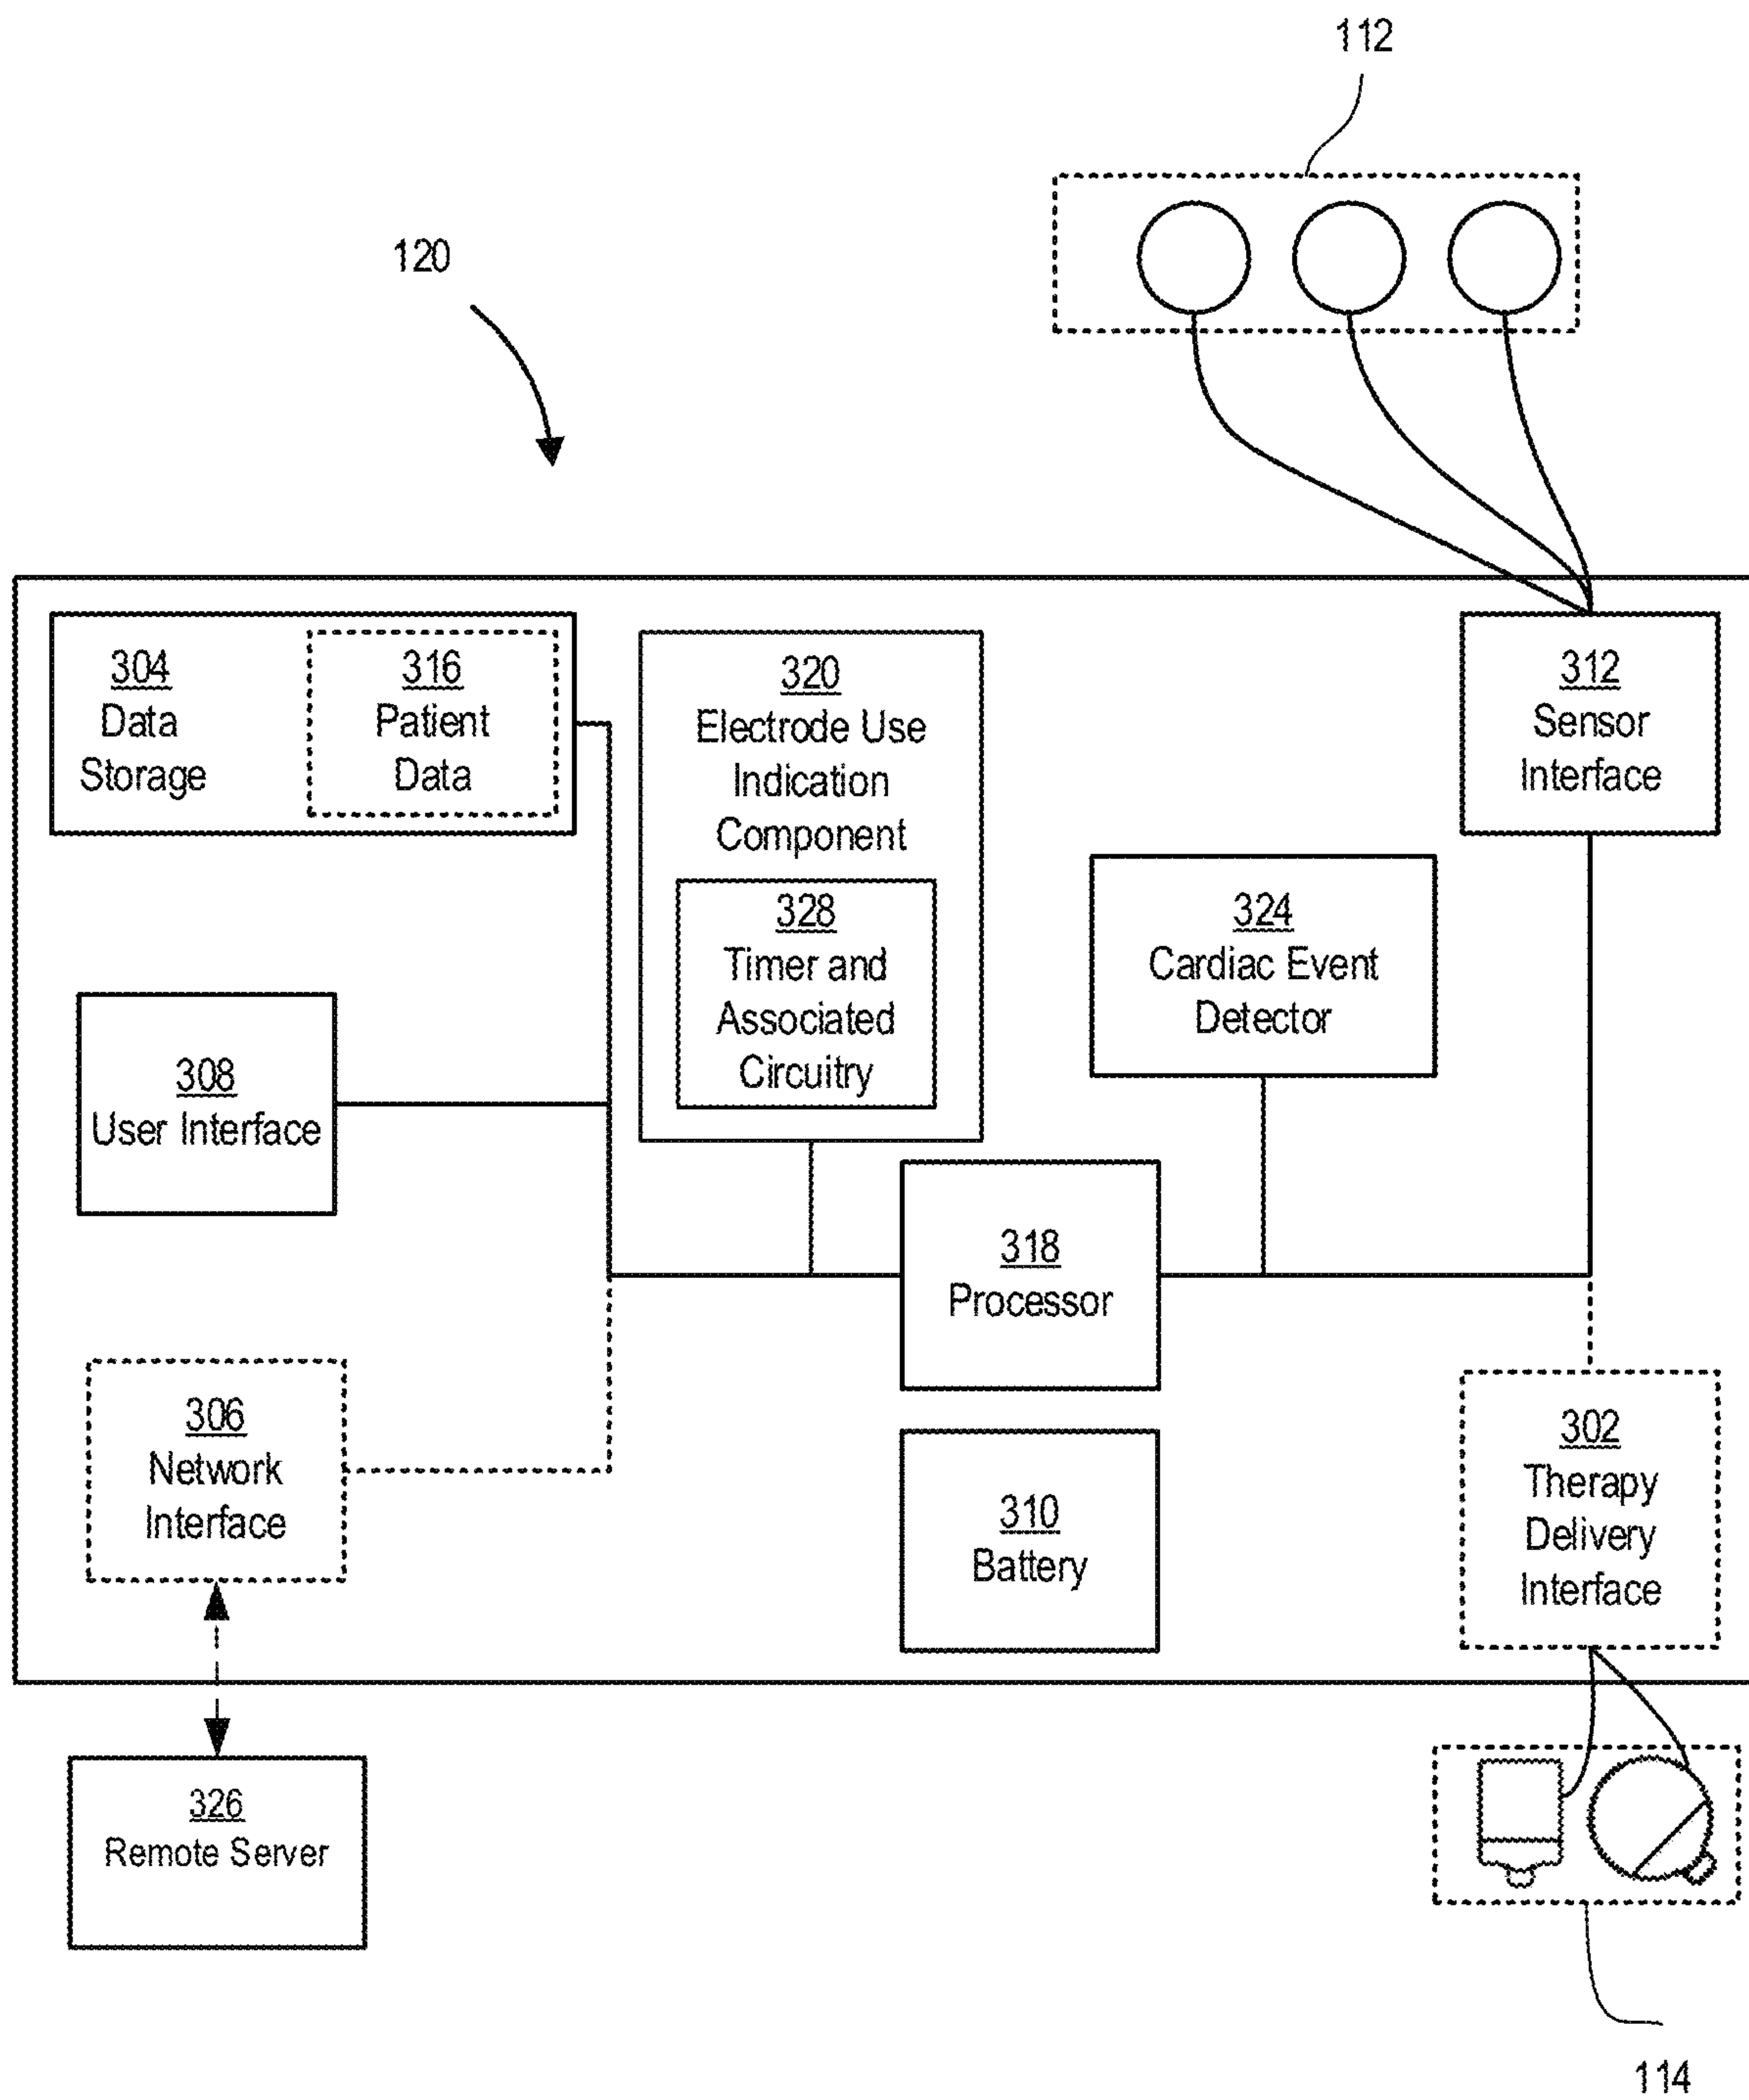 112
120
304
Data
Storage
316
Patient
Data
320
Electrode Use
Indication
Component
328
Timer and
Associated
Circuitry
312
Sensor
Interface
324
Cardiac Event
Detector
308
User Interface
318
Processor
306
Network
Interface
310
Battery
302
Therapy
Delivery
Interface
326
Remote Server
114